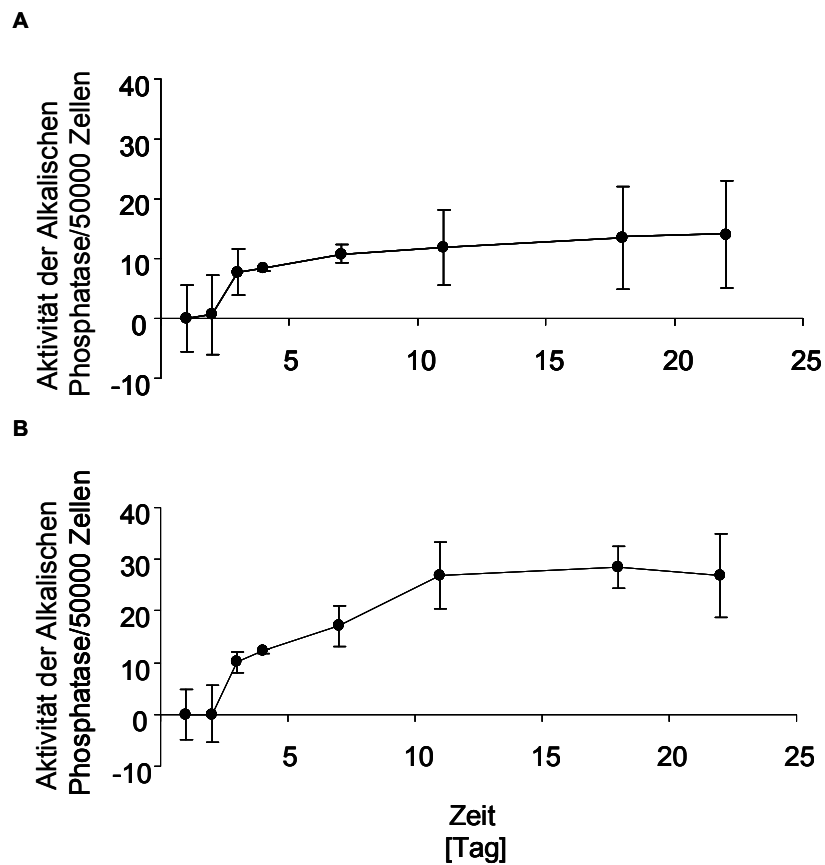 A
Aktivität der Alkalischen
Phosphatase/50000 Zellen
40
30
20
10
0
-10
5 10 15 20 25
B
Aktivität der Alkalischen
Phosphatase/50000 Zellen
40
30
20
10
0
-10
5 10 15 20 25
Zeit
[Tag]